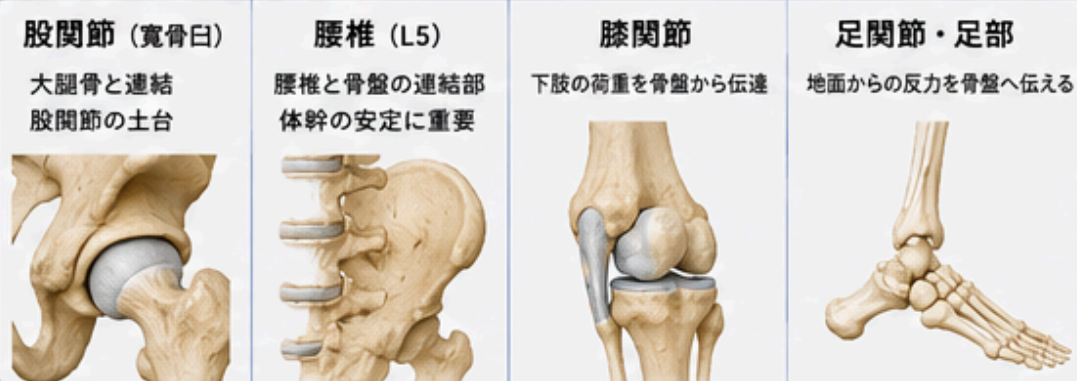 股関節（寛骨臼）
大腿骨と連結
股関節の土台
腰椎（L5）
腰椎と骨盤の連結部
体幹の安定に重要
膝関節
下肢の荷重を骨盤から伝達
足関節・足部
地面からの反力を骨盤へ伝える